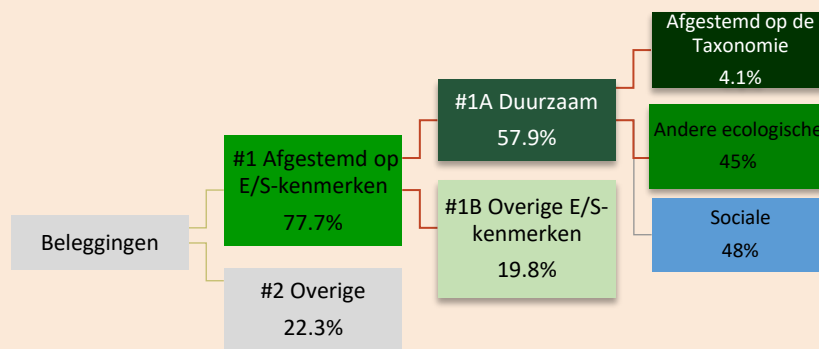 Beleggingen
#1 Afgestemd op
E/S-kenmerken
77.7%
#2 Overige
22.3%
#1A Duurzaam
57.9%
#1B Overige E/S-
kenmerken
19.8%
Afgestemd op de
Taxonomie
4.1%
Andere ecologische
45%
Sociale
48%